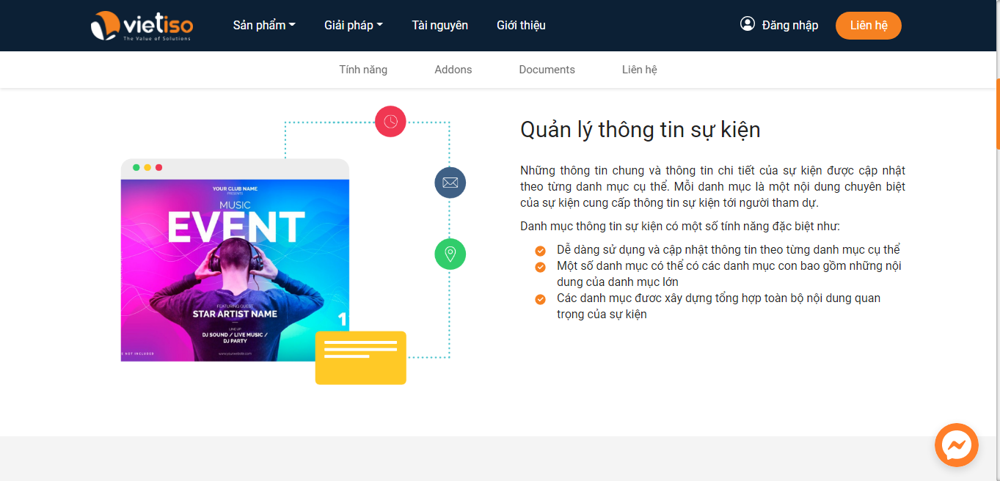 vietiso
The Value of Solutions
Sản phẩm
Giải pháp
Tài nguyên
Giới thiệu
Đăng nhập
Liên hệ
Tính năng
Addons
Documents
Liên hệ
YOUR CLUB NAME
PRESENTS
MUSIC
EVENT
FEATURING GUEST
STAR ARTIST NAME
LINE UP
DJ SOUND / LIVE MUSIC /
DJ PARTY
1
E NOT INCLUDED
www.yourwebsite.com
Quản lý thông tin sự kiện
Những thông tin chung và thông tin chi tiết của sự kiện được cập nhật
theo từng danh mục cụ thể. Mỗi danh mục là một nội dung chuyên biệt
của sự kiện cung cấp thông tin sự kiện tới người tham dự.
Danh mục thông tin sự kiện có một số tính năng đặc biệt như:
Dễ dàng sử dụng và cập nhật thông tin theo từng danh mục cụ thể
Một số danh mục có thể có các danh mục con bao gồm những nội
dung của danh mục lớn
Các danh mục đươc xây dựng tổng hợp toàn bộ nội dung quan
trọng của sự kiện